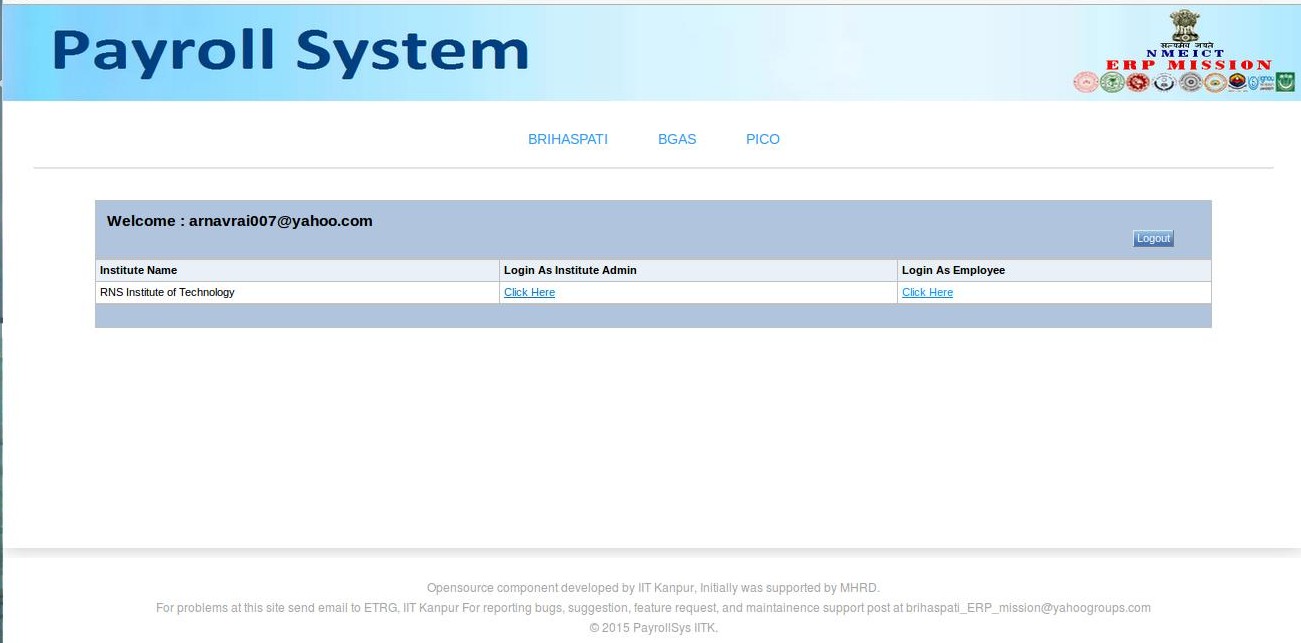 Payroll System
सत्यमेव जयते
NMEICT
ERP MISSION
BRIHASPATI BGAS PICO
Welcome : arnavrai007@yahoo.com
Logout
Institute Name Login As Institute Admin Login As Employee
RNS Institute of Technology Click Here Click Here
Opensource component developed by IIT Kanpur, Initially was supported by MHRD.
For problems at this site send email to ETRG, IIT Kanpur For reporting bugs, suggestion, feature request, and maintainence support post at brihaspati_ERP_mission@yahoogroups.com
© 2015 PayrollSys IITK.